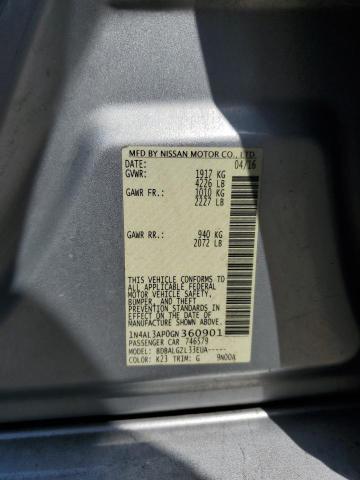 MFD BY NISSAN MOTOR CO., LTD.
DATE: 04/16
GVWR: 1917 KG
4226 LB
GAWR FR.: 1010 KG
2227 LB
GAWR RR.: 940 KG
2072 LB
THIS VEHICLE CONFORMS TO
ALL APPLICABLE FEDERAL
MOTOR VEHICLE SAFETY,
BUMPER, AND THEFT
PREVENTION STANDARDS IN
EFFECT ON THE DATE OF
MANUFACTURE SHOWN ABOVE.
1N4AL3AP0GN360901
PASSENGER CAR 746579
MODEL: BDBALGZL33EUA-----
COLOR: K23 TRIM: G 9N00A